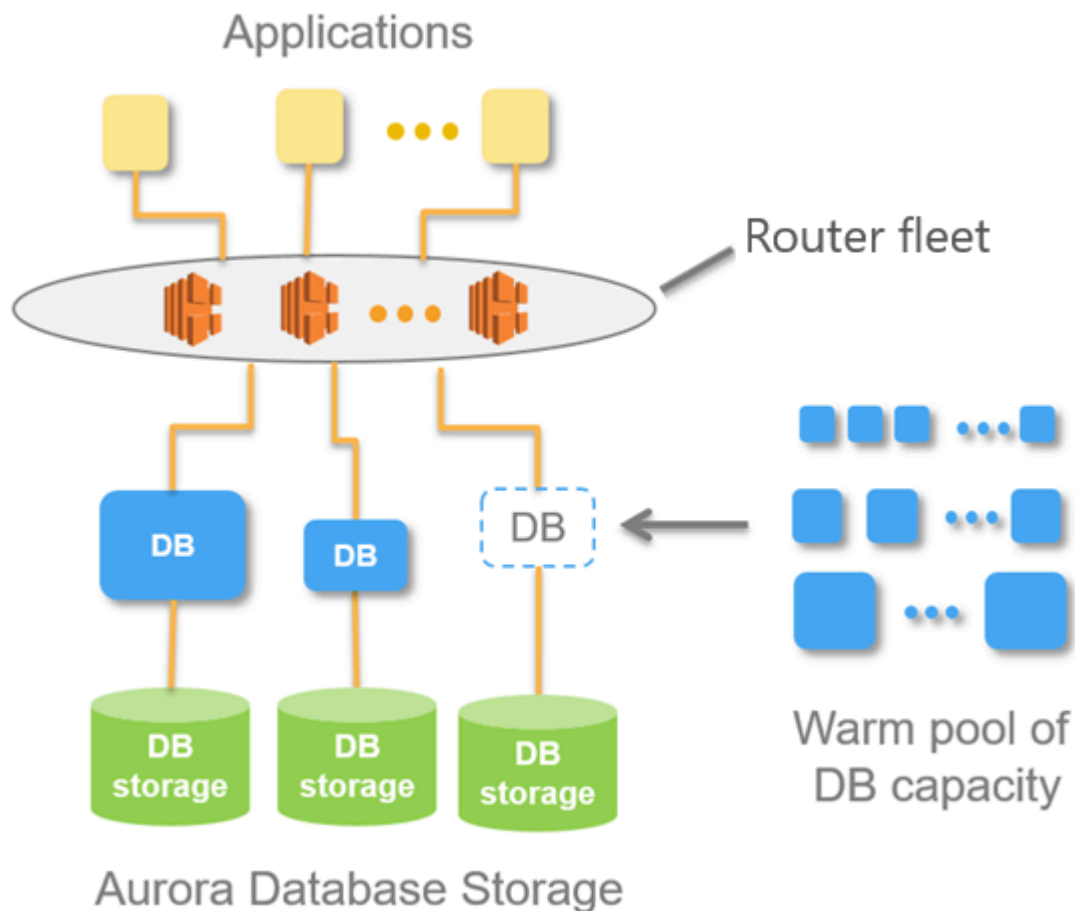 Applications
Router fleet
DB
DB
DB
DB
storage
DB
storage
DB
storage
Warm pool of
DB capacity
Aurora Database Storage